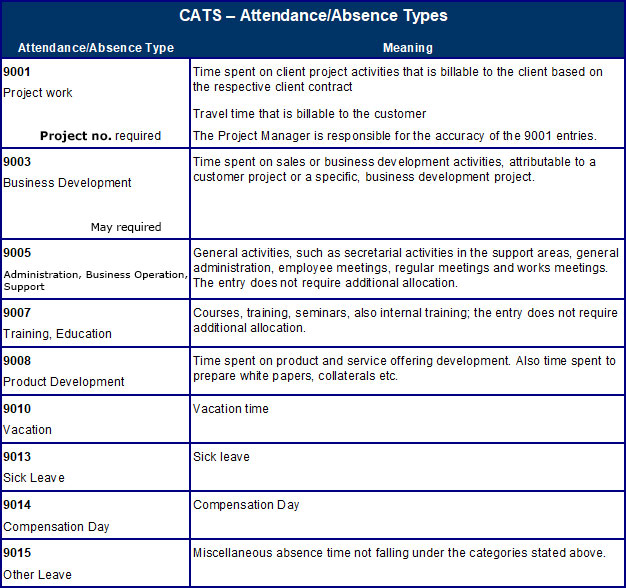 CATS – Attendance/Absence Types
Attendance/Absence Type
Meaning
9001
Project work
Project no. required
Time spent on client project activities that is billable to the client based on
the respective client contract
Travel time that is billable to the customer
The Project Manager is responsible for the accuracy of the 9001 entries.
9003
Business Development
May required
Time spent on sales or business development activities, attributable to a
customer project or a specific, business development project.
9005
Administration, Business Operation,
Support
General activities, such as secretarial activities in the support areas, general
administration, employee meetings, regular meetings and works meetings.
The entry does not require additional allocation.
9007
Training, Education
Courses, training, seminars, also internal training; the entry does not require
additional allocation.
9008
Product Development
Time spent on product and service offering development. Also time spent to
prepare white papers, collaterals etc.
9010
Vacation
Vacation time
9013
Sick Leave
Sick leave
9014
Compensation Day
Compensation Day
9015
Other Leave
Miscellaneous absence time not falling under the categories stated above.